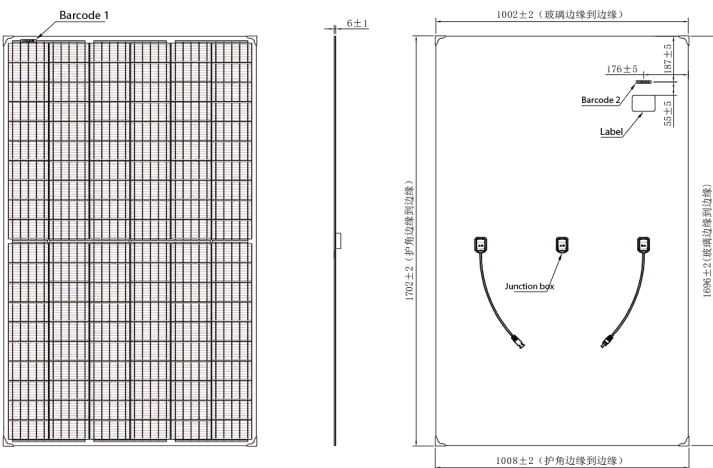 Barcode 1
6±1
1002±2（玻璃边缘到边缘）
176±5
187±5
Barcode 2
55±5
Label
1702±2（护角边缘到边缘）
1696±2(玻璃边缘到边缘)
Junction box
1008±2（护角边缘到边缘）